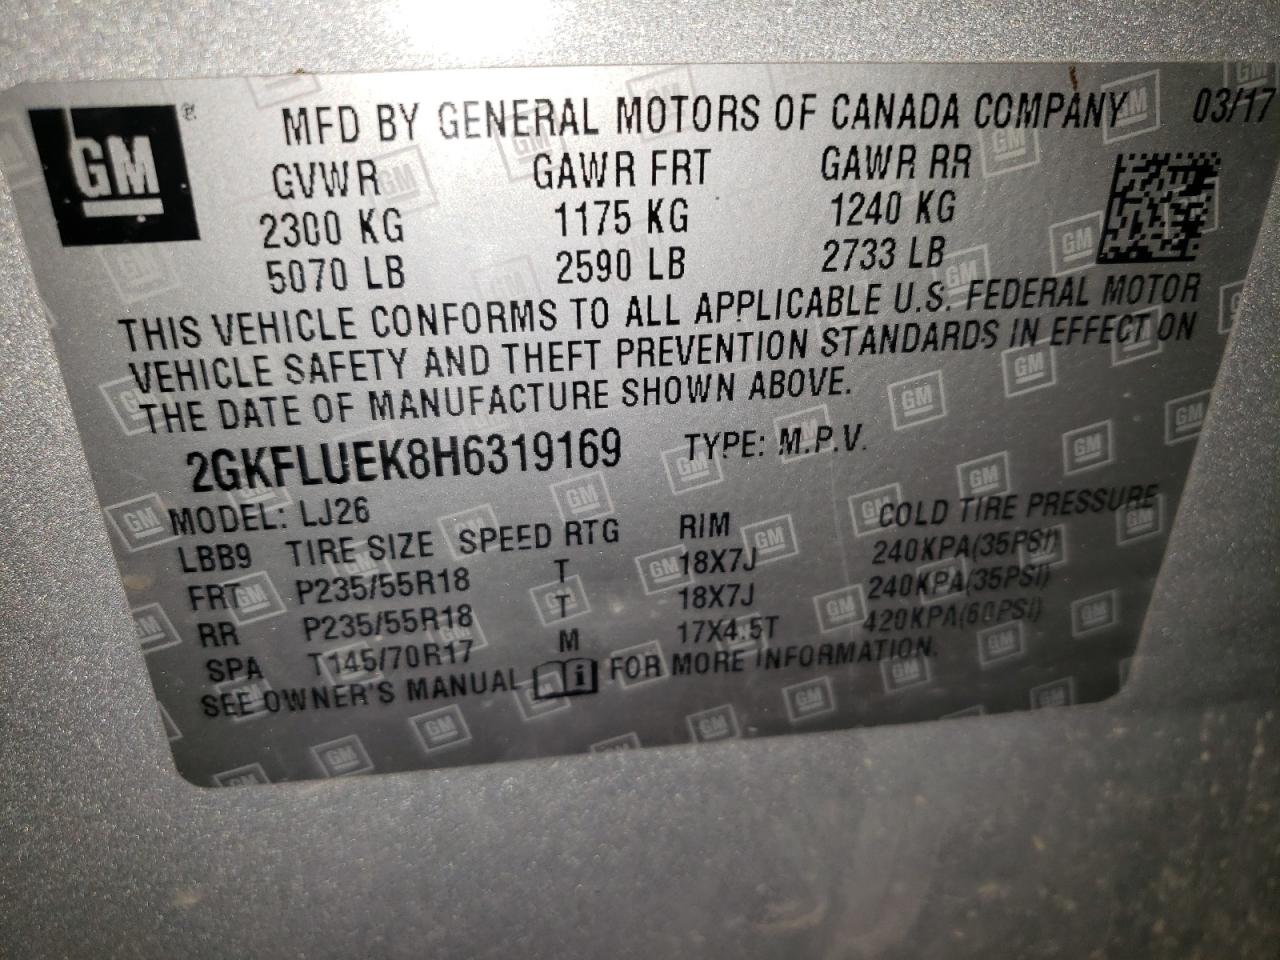 GM ® MFD BY GENERAL MOTORS OF CANADA COMPANY 03/17
GVWR GAWR FRT GAWR RR
2300 KG 1175 KG 1240 KG
5070 LB 2590 LB 2733 LB
THIS VEHICLE CONFORMS TO ALL APPLICABLE U.S. FEDERAL MOTOR
VEHICLE SAFETY AND THEFT PREVENTION STANDARDS IN EFFECT ON
THE DATE OF MANUFACTURE SHOWN ABOVE.
2GKFLUEK8H6319169 TYPE: M.P.V.
MODEL: LJ26
LBB9 TIRE SIZE SPEED RTG RIM COLD TIRE PRESSURE
FRT P235/55R18 T 18X7J 240KPA(35PSI)
RR P235/55R18 T 18X7J 240KPA(35PSI)
SPA T145/70R17 M 17X4.5T 420KPA(60PSI)
SEE OWNER'S MANUAL i FOR MORE INFORMATION.